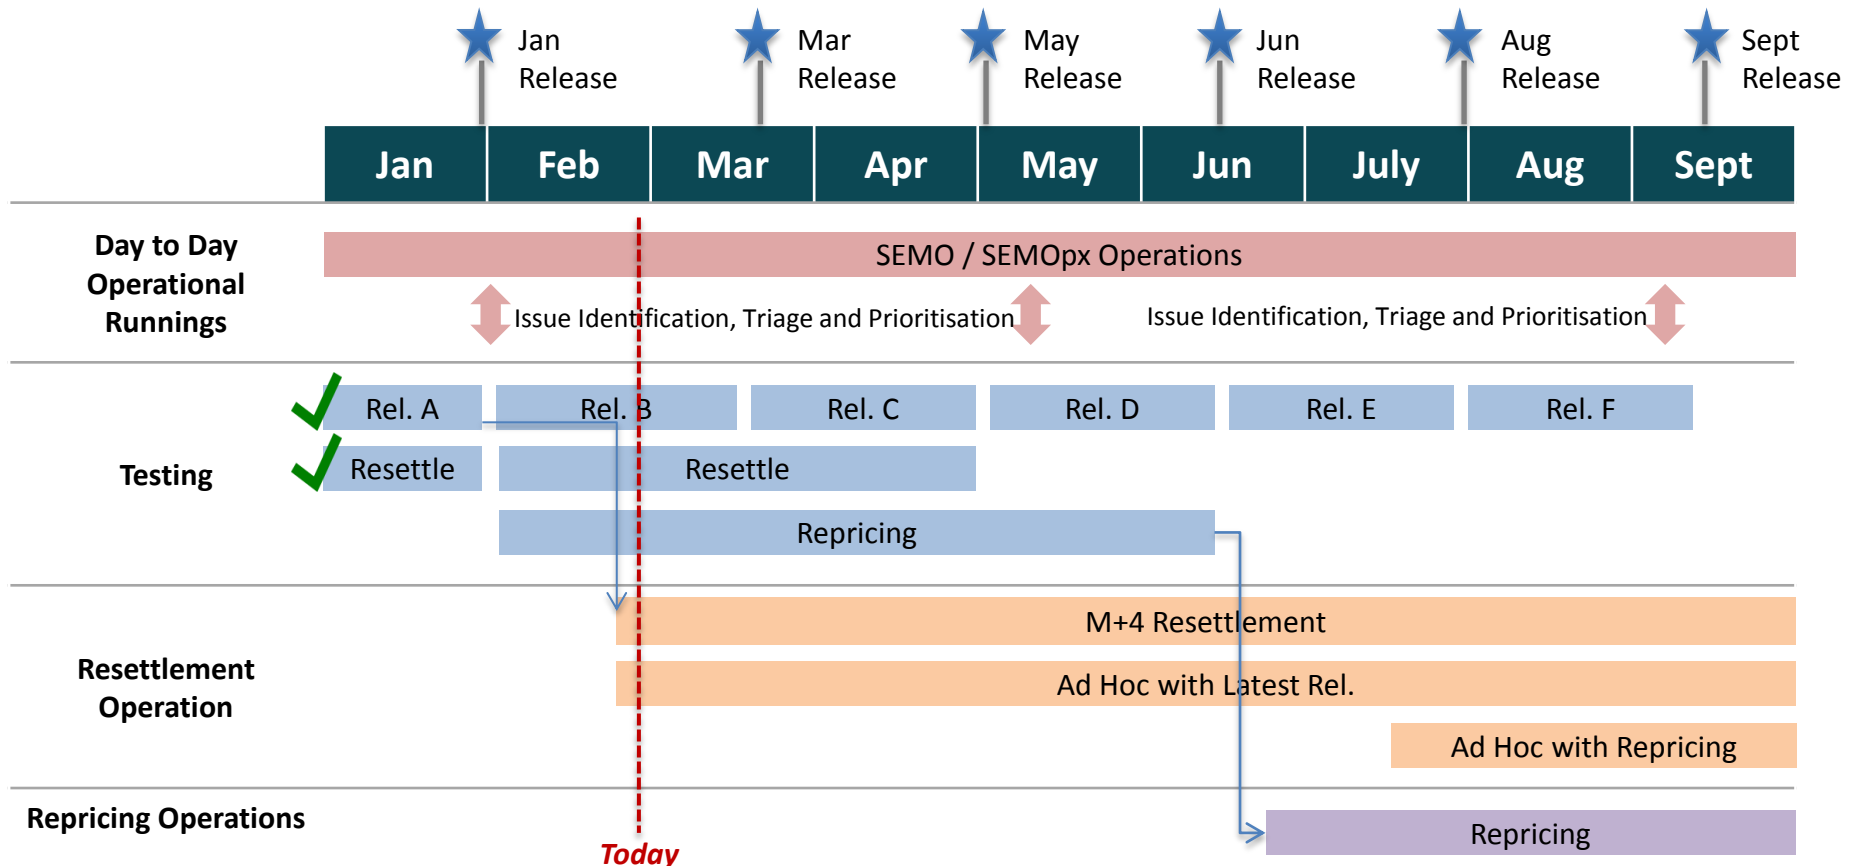 Jan
Release
Mar
Release
May
Release
Jun
Release
Aug
Release
Sept
Release
Jan
Feb
Mar
Apr
May
Jun
July
Aug
Sept
Day to Day
Operational
Runnings
SEMO / SEMOpx Operations
Issue Identification, Triage and Prioritisation
Issue Identification, Triage and Prioritisation
Testing
Rel. A
Rel. B
Rel. C
Rel. D
Rel. E
Rel. F
Resettle
Resettle
Repricing
Resettlement
Operation
M+4 Resettlement
Ad Hoc with Latest Rel.
Ad Hoc with Repricing
Repricing Operations
Repricing
Today